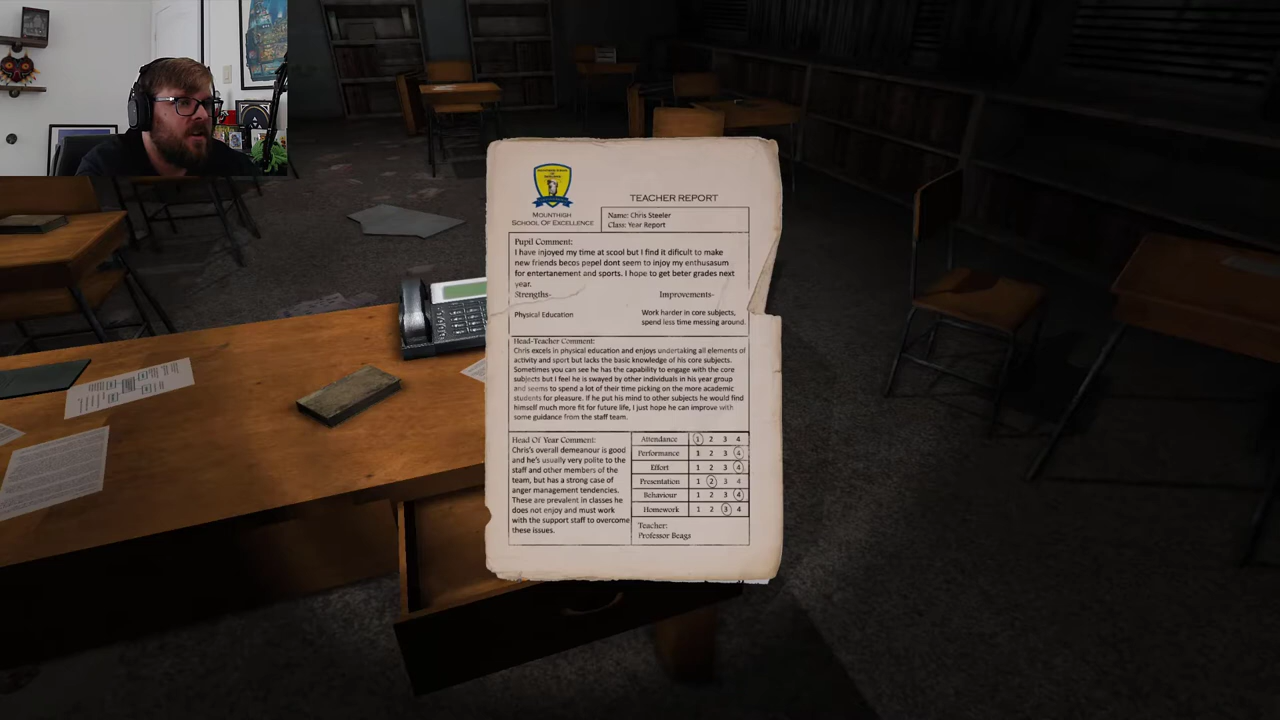 MOUNTHIGH
SCHOOL OF EXCELLENCE
TEACHER REPORT
Name: Chris Steeler
Class: Year Report
Pupil Comment:
I have injoyed my time at scool but I find it dificult to make
new friends becos pepel dont seem to injoy my enthusasum
for entertanement and sports. I hope to get beter grades next
year.
Strengths-
Improvements-
Physical Education
Work harder in core subjects,
spend less time messing around.
Head-Teacher Comment:
Chris excels in physical education and enjoys undertaking all elements of
activity and sport but lacks the basic knowledge of his core subjects.
Sometimes you can see he has the capability to engage with the core
subjects but I feel he is swayed by other individuals in his year group
and seems to spend a lot of their time picking on the more academic
students for pleasure. If he put his mind to other subjects he would find
himself much more fit for future life, I just hope he can improve with
some guidance from the staff team.
Head Of Year Comment:
Chris's overall demeanour is good
and he's usually very polite to the
staff and other members of the
team, but has a strong case of
anger management tendencies.
These are prevalent in classes he
does not enjoy and must work
with the support staff to overcome
these issues.
Attendance 1 2 3 4
Performance 1 2 3 4
Effort 1 2 3 4
Presentation 1 2 3 4
Behaviour 1 2 3 4
Homework 1 2 3 4
Teacher:
Professor Beags